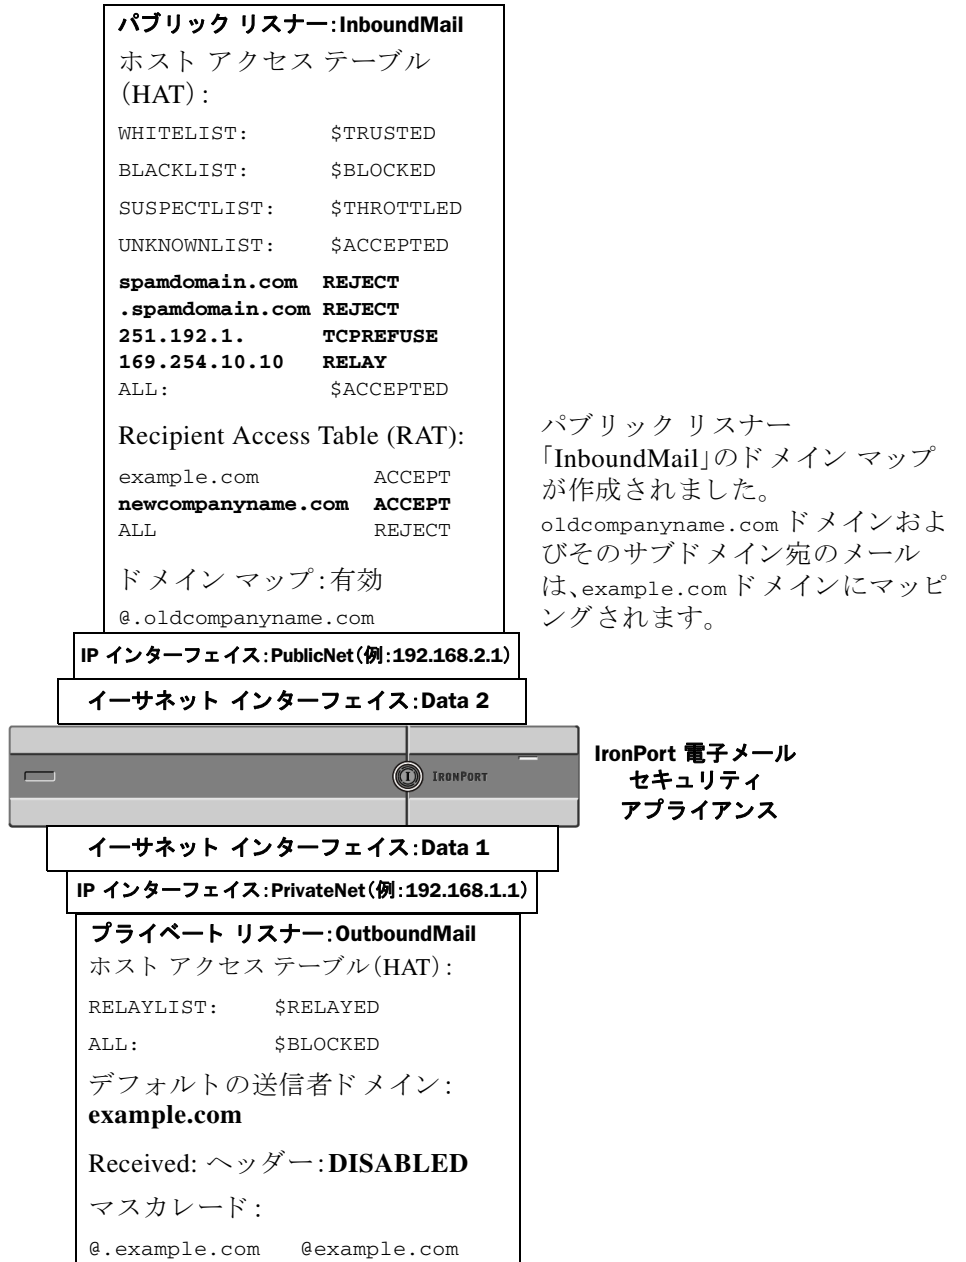 パブリック リスナー:InboundMail
ホスト アクセス テーブル
(HAT):
WHITELIST: $TRUSTED
BLACKLIST: $BLOCKED
SUSPECTLIST: $THROTTLED
UNKNOWNLIST: $ACCEPTED
spamdomain.com REJECT
.spamdomain.com REJECT
251.192.1. TCPREFUSE
169.254.10.10 RELAY
ALL: $ACCEPTED
Recipient Access Table (RAT):
example.com ACCEPT
newcompanyname.com ACCEPT
ALL REJECT
ドメイン マップ:有効
@.oldcompanyname.com
パブリック リスナー
「InboundMail」のドメイン マップ
が作成されました。
oldcompanyname.com ドメインおよ
びそのサブドメイン宛のメール
は、example.com ドメインにマッピ
ングされます。
IP インターフェイス:PublicNet(例:192.168.2.1)
イーサネット インターフェイス:Data 2
IRONPORT
IronPort 電子メール
セキュリティ
アプライアンス
イーサネット インターフェイス:Data 1
IP インターフェイス:PrivateNet(例:192.168.1.1)
プライベート リスナー:OutboundMail
ホスト アクセス テーブル(HAT):
RELAYLIST: $RELAYED
ALL: $BLOCKED
デフォルトの送信者ドメイン:
example.com
Received: ヘッダー:DISABLED
マスカレード:
@.example.com @example.com